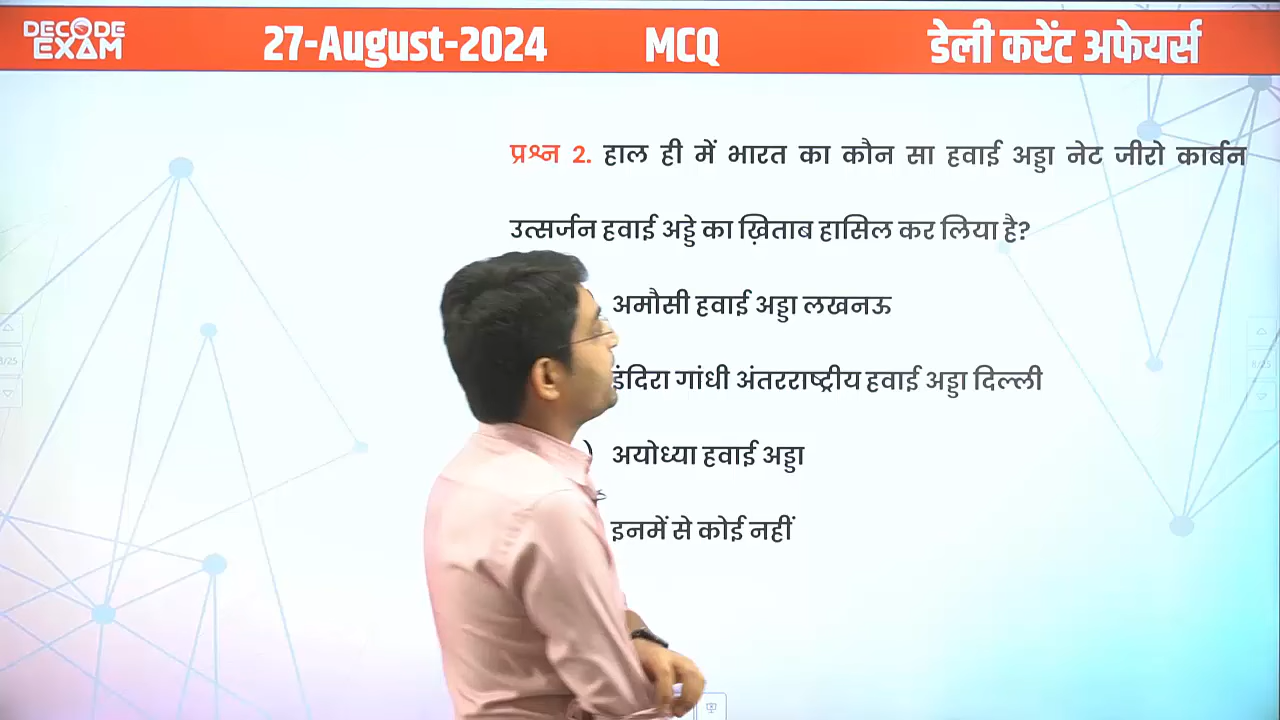 DECODE
EXAM
27-August-2024 MCQ डेली करेंट अफेयर्स
प्रश्न 2. हाल ही में भारत का कौन सा हवाई अड्डा नेट जीरो कार्बन
उत्सर्जन हवाई अड्डे का ख़िताब हासिल कर लिया है?
अमौसी हवाई अड्डा लखनऊ
इंदिरा गांधी अंतरराष्ट्रीय हवाई अड्डा दिल्ली
) अयोध्या हवाई अड्डा
इनमें से कोई नहीं